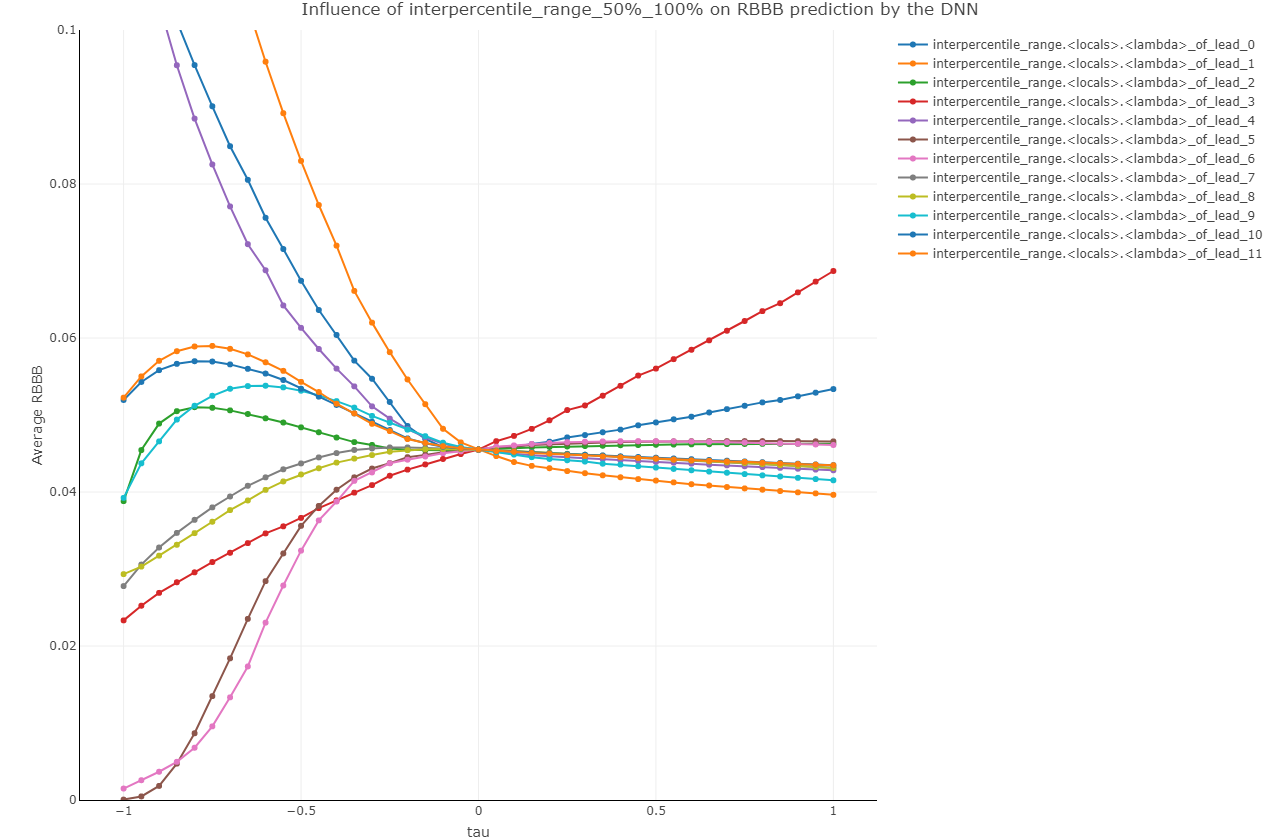 Influence of interpercentile_range_50%_100% on RBBB prediction by the DNN
0.1
0.08
0.06
0.04
0.02
0
Average RBBB
−1
−0.5
0
0.5
1
tau
interpercentile_range.<locals>.<lambda>_of_lead_0
interpercentile_range.<locals>.<lambda>_of_lead_1
interpercentile_range.<locals>.<lambda>_of_lead_2
interpercentile_range.<locals>.<lambda>_of_lead_3
interpercentile_range.<locals>.<lambda>_of_lead_4
interpercentile_range.<locals>.<lambda>_of_lead_5
interpercentile_range.<locals>.<lambda>_of_lead_6
interpercentile_range.<locals>.<lambda>_of_lead_7
interpercentile_range.<locals>.<lambda>_of_lead_8
interpercentile_range.<locals>.<lambda>_of_lead_9
interpercentile_range.<locals>.<lambda>_of_lead_10
interpercentile_range.<locals>.<lambda>_of_lead_11